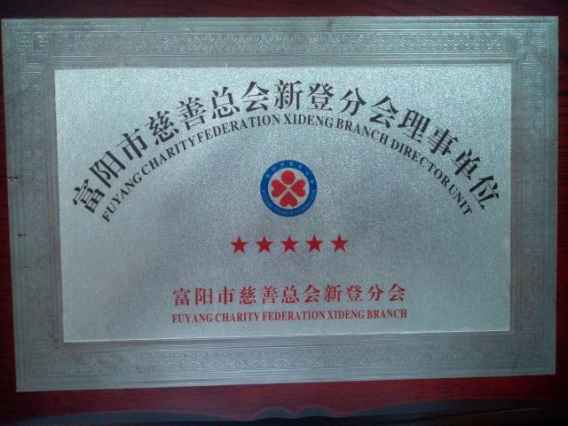 富阳市慈善总会新登分会理事单位
FUYANG CHARITY FEDERATION XIDENG BRANCH DIRECTOR UNIT
富阳市慈善总会新登分会
FUYANG CHARITY FEDERATION XIDENG BRANCH